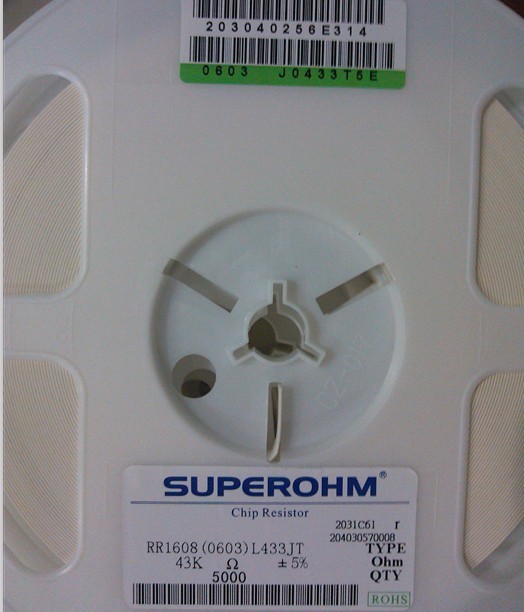 203040256E314
0603 J0433T5E
SUPEROHM®
Chip Resistor
2031C61 r
204030570008
RR1608(0603)L433JT TYPE
43K Ω ±5% Ohm
5000 QTY
ROHS